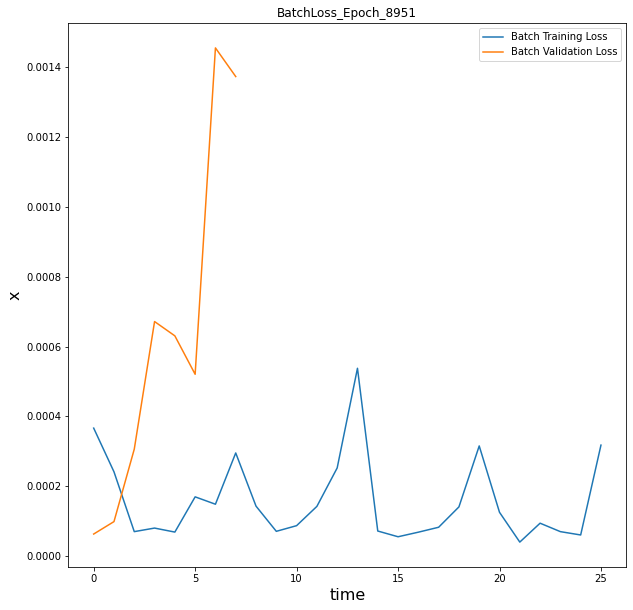 BatchLoss_Epoch_8951
Batch Training Loss
Batch Validation Loss
0.0014
0.0012
0.0010
0.0008
0.0006
0.0004
0.0002
0.0000
x
0 5 10 15 20 25
time